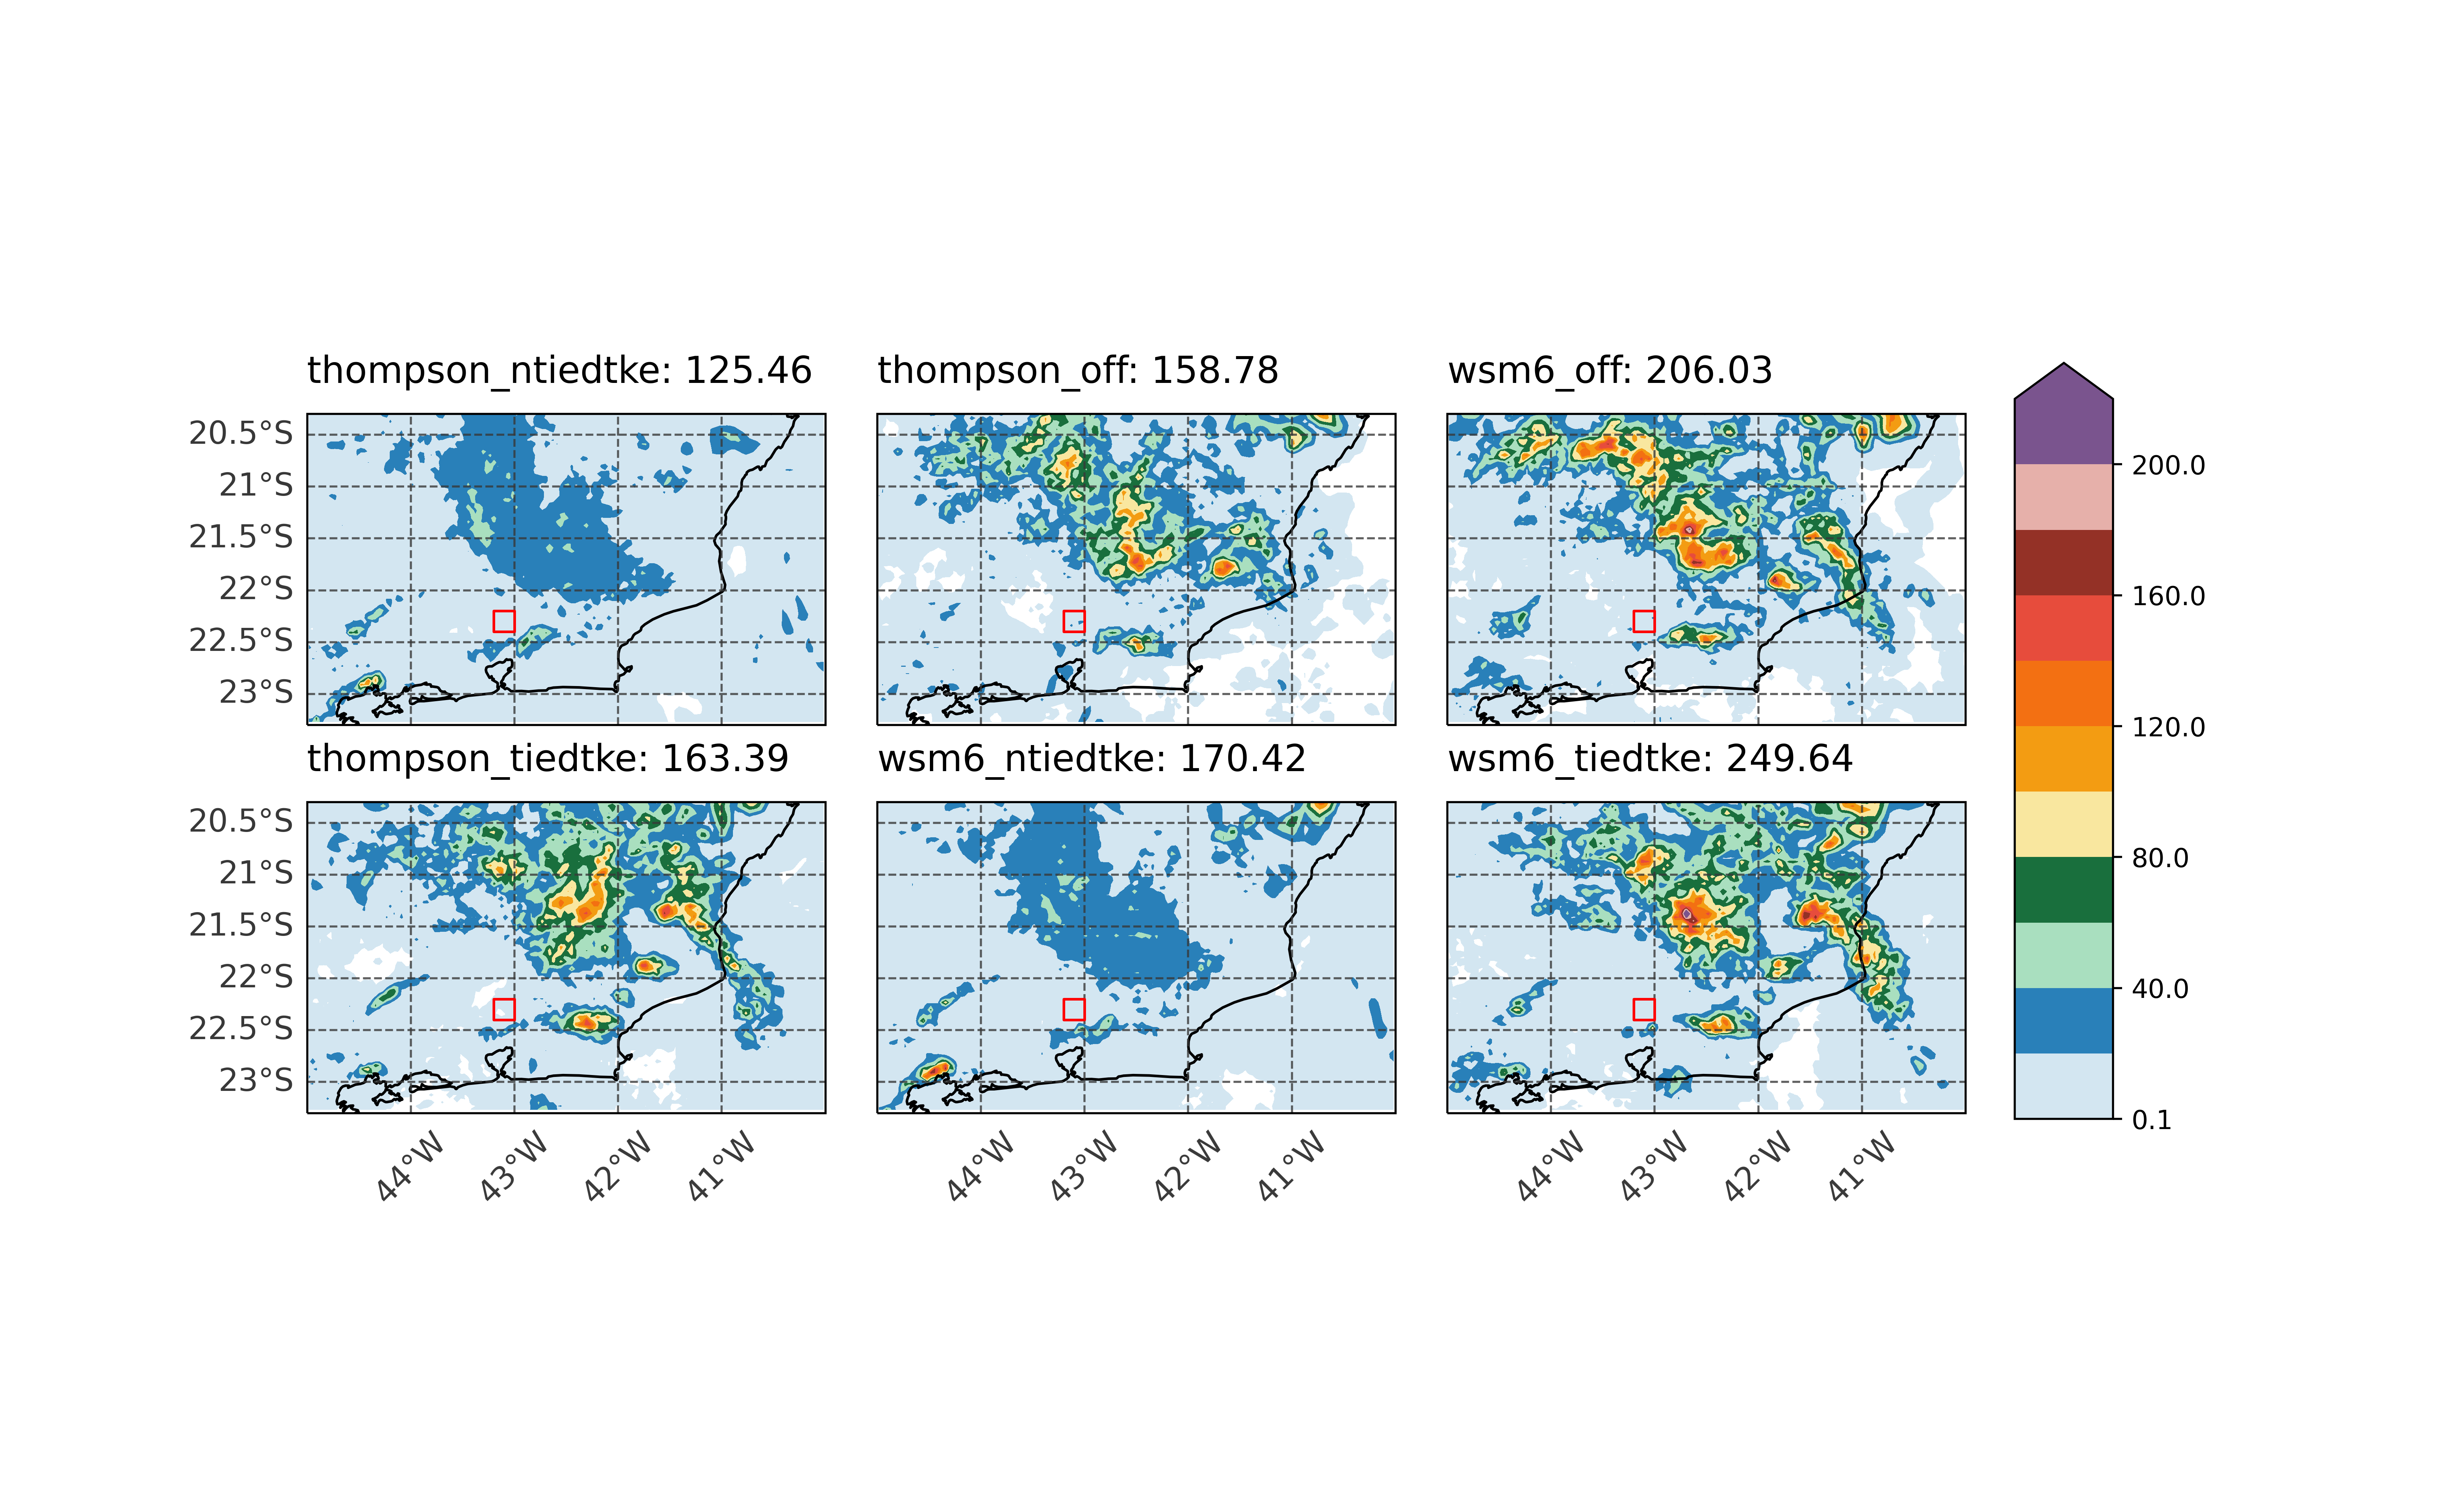 thompson_ntiedtke: 125.46
thompson_off: 158.78
wsm6_off: 206.03
20.5°S
21°S
21.5°S
22°S
22.5°S
23°S
thompson_tiedtke: 163.39
wsm6_ntiedtke: 170.42
wsm6_tiedtke: 249.64
20.5°S
21°S
21.5°S
22°S
22.5°S
23°S
44°W
43°W
42°W
41°W
44°W
43°W
42°W
41°W
44°W
43°W
42°W
41°W
200.0
160.0
120.0
80.0
40.0
0.1